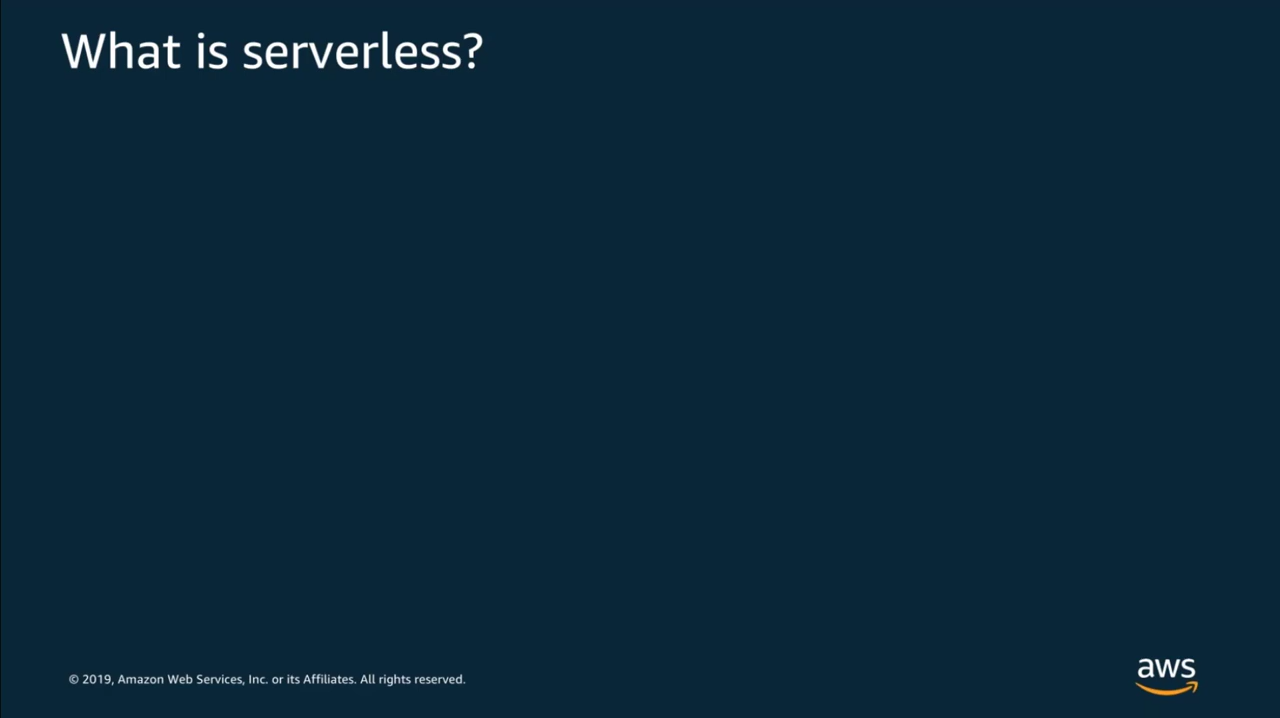 What is serverless?
© 2019, Amazon Web Services, Inc. or its Affiliates. All rights reserved.
aws